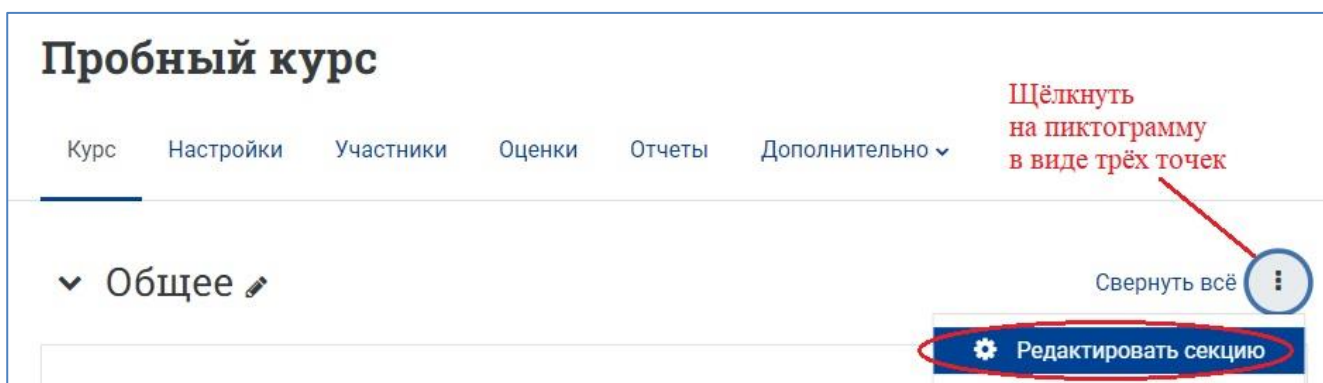 Пробный курс
Щёлкнуть
на пиктограмму
в виде трёх точек
Курс Настройки Участники Оценки Отчеты Дополнительно
Общее
Свернуть всё
Редактировать секцию